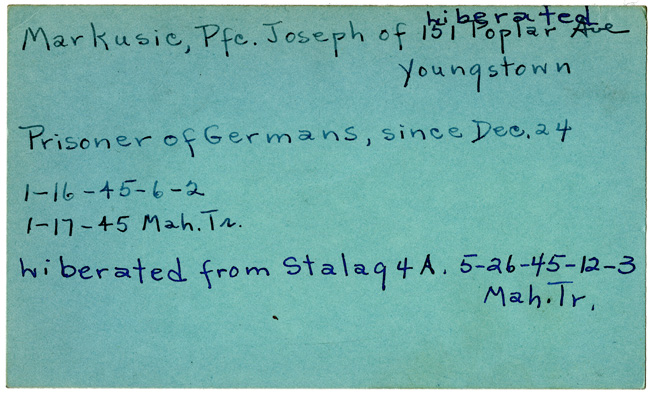 Liberated
Markusic, Pfc. Joseph of 151 Poplar Ave
Youngstown
Prisoner of Germans, since Dec. 24
1-16-45-6-2
1-17-45 Mah. Tr.
Liberated from Stalag 4 A. 5-26-45-12-3
Mah. Tr.